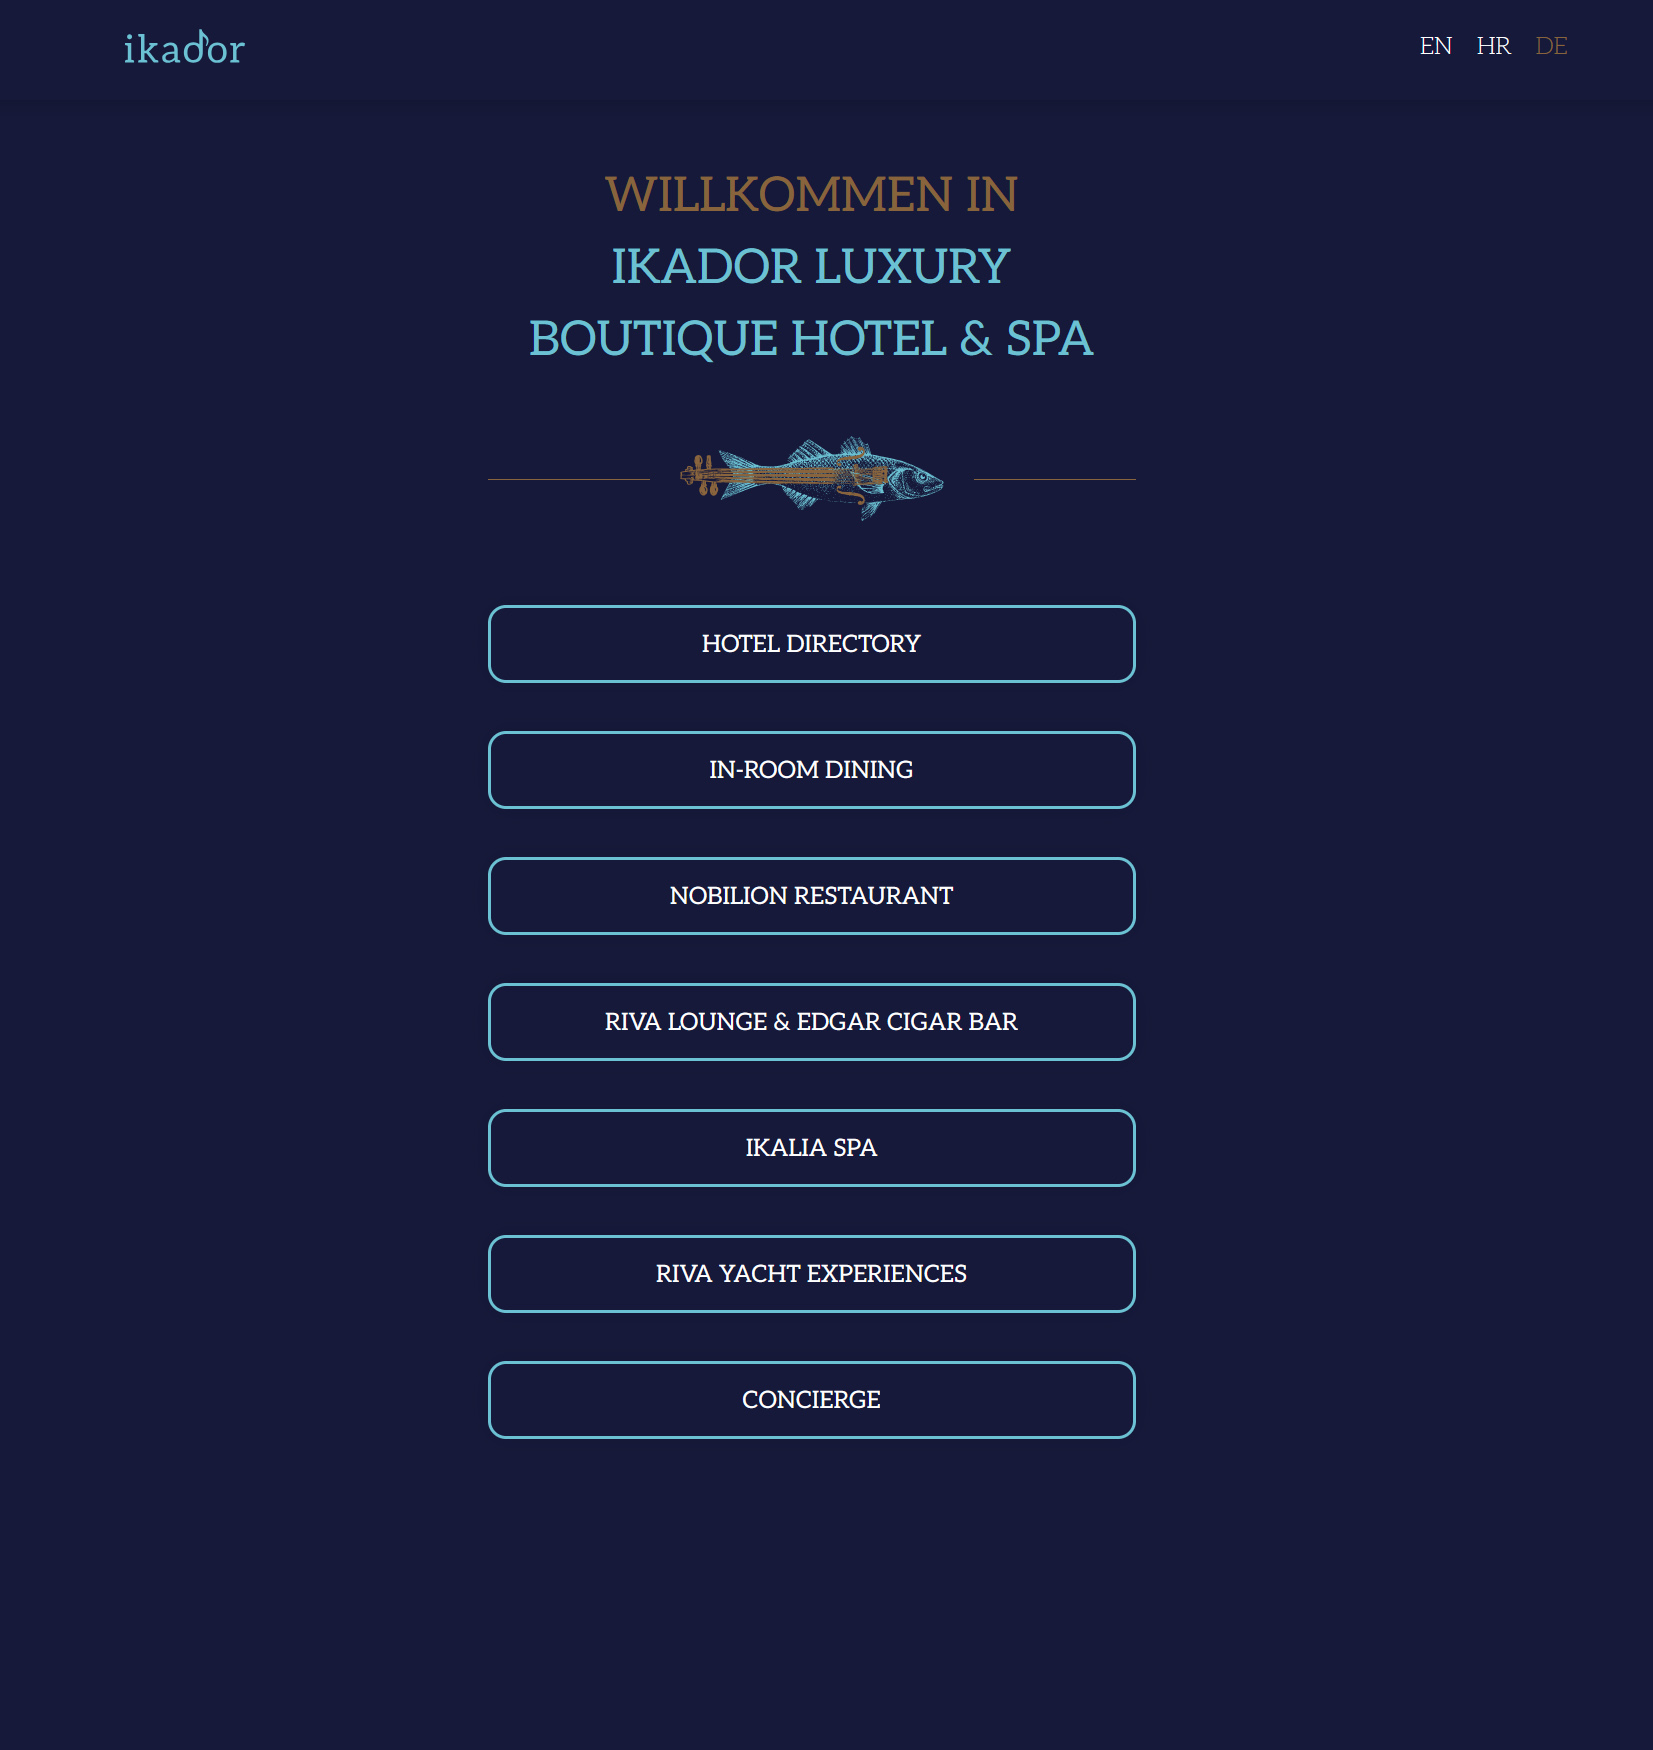 ikador
EN HR DE
WILLKOMMEN IN
IKADOR LUXURY
BOUTIQUE HOTEL & SPA
HOTEL DIRECTORY
IN-ROOM DINING
NOBILION RESTAURANT
RIVA LOUNGE & EDGAR CIGAR BAR
IKALIA SPA
RIVA YACHT EXPERIENCES
CONCIERGE